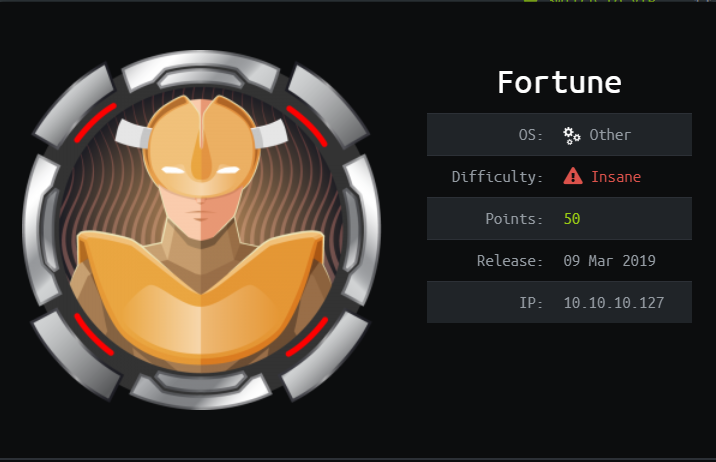 Fortune
OS: Other
Difficulty: Insane
Points: 50
Release: 09 Mar 2019
IP: 10.10.10.127